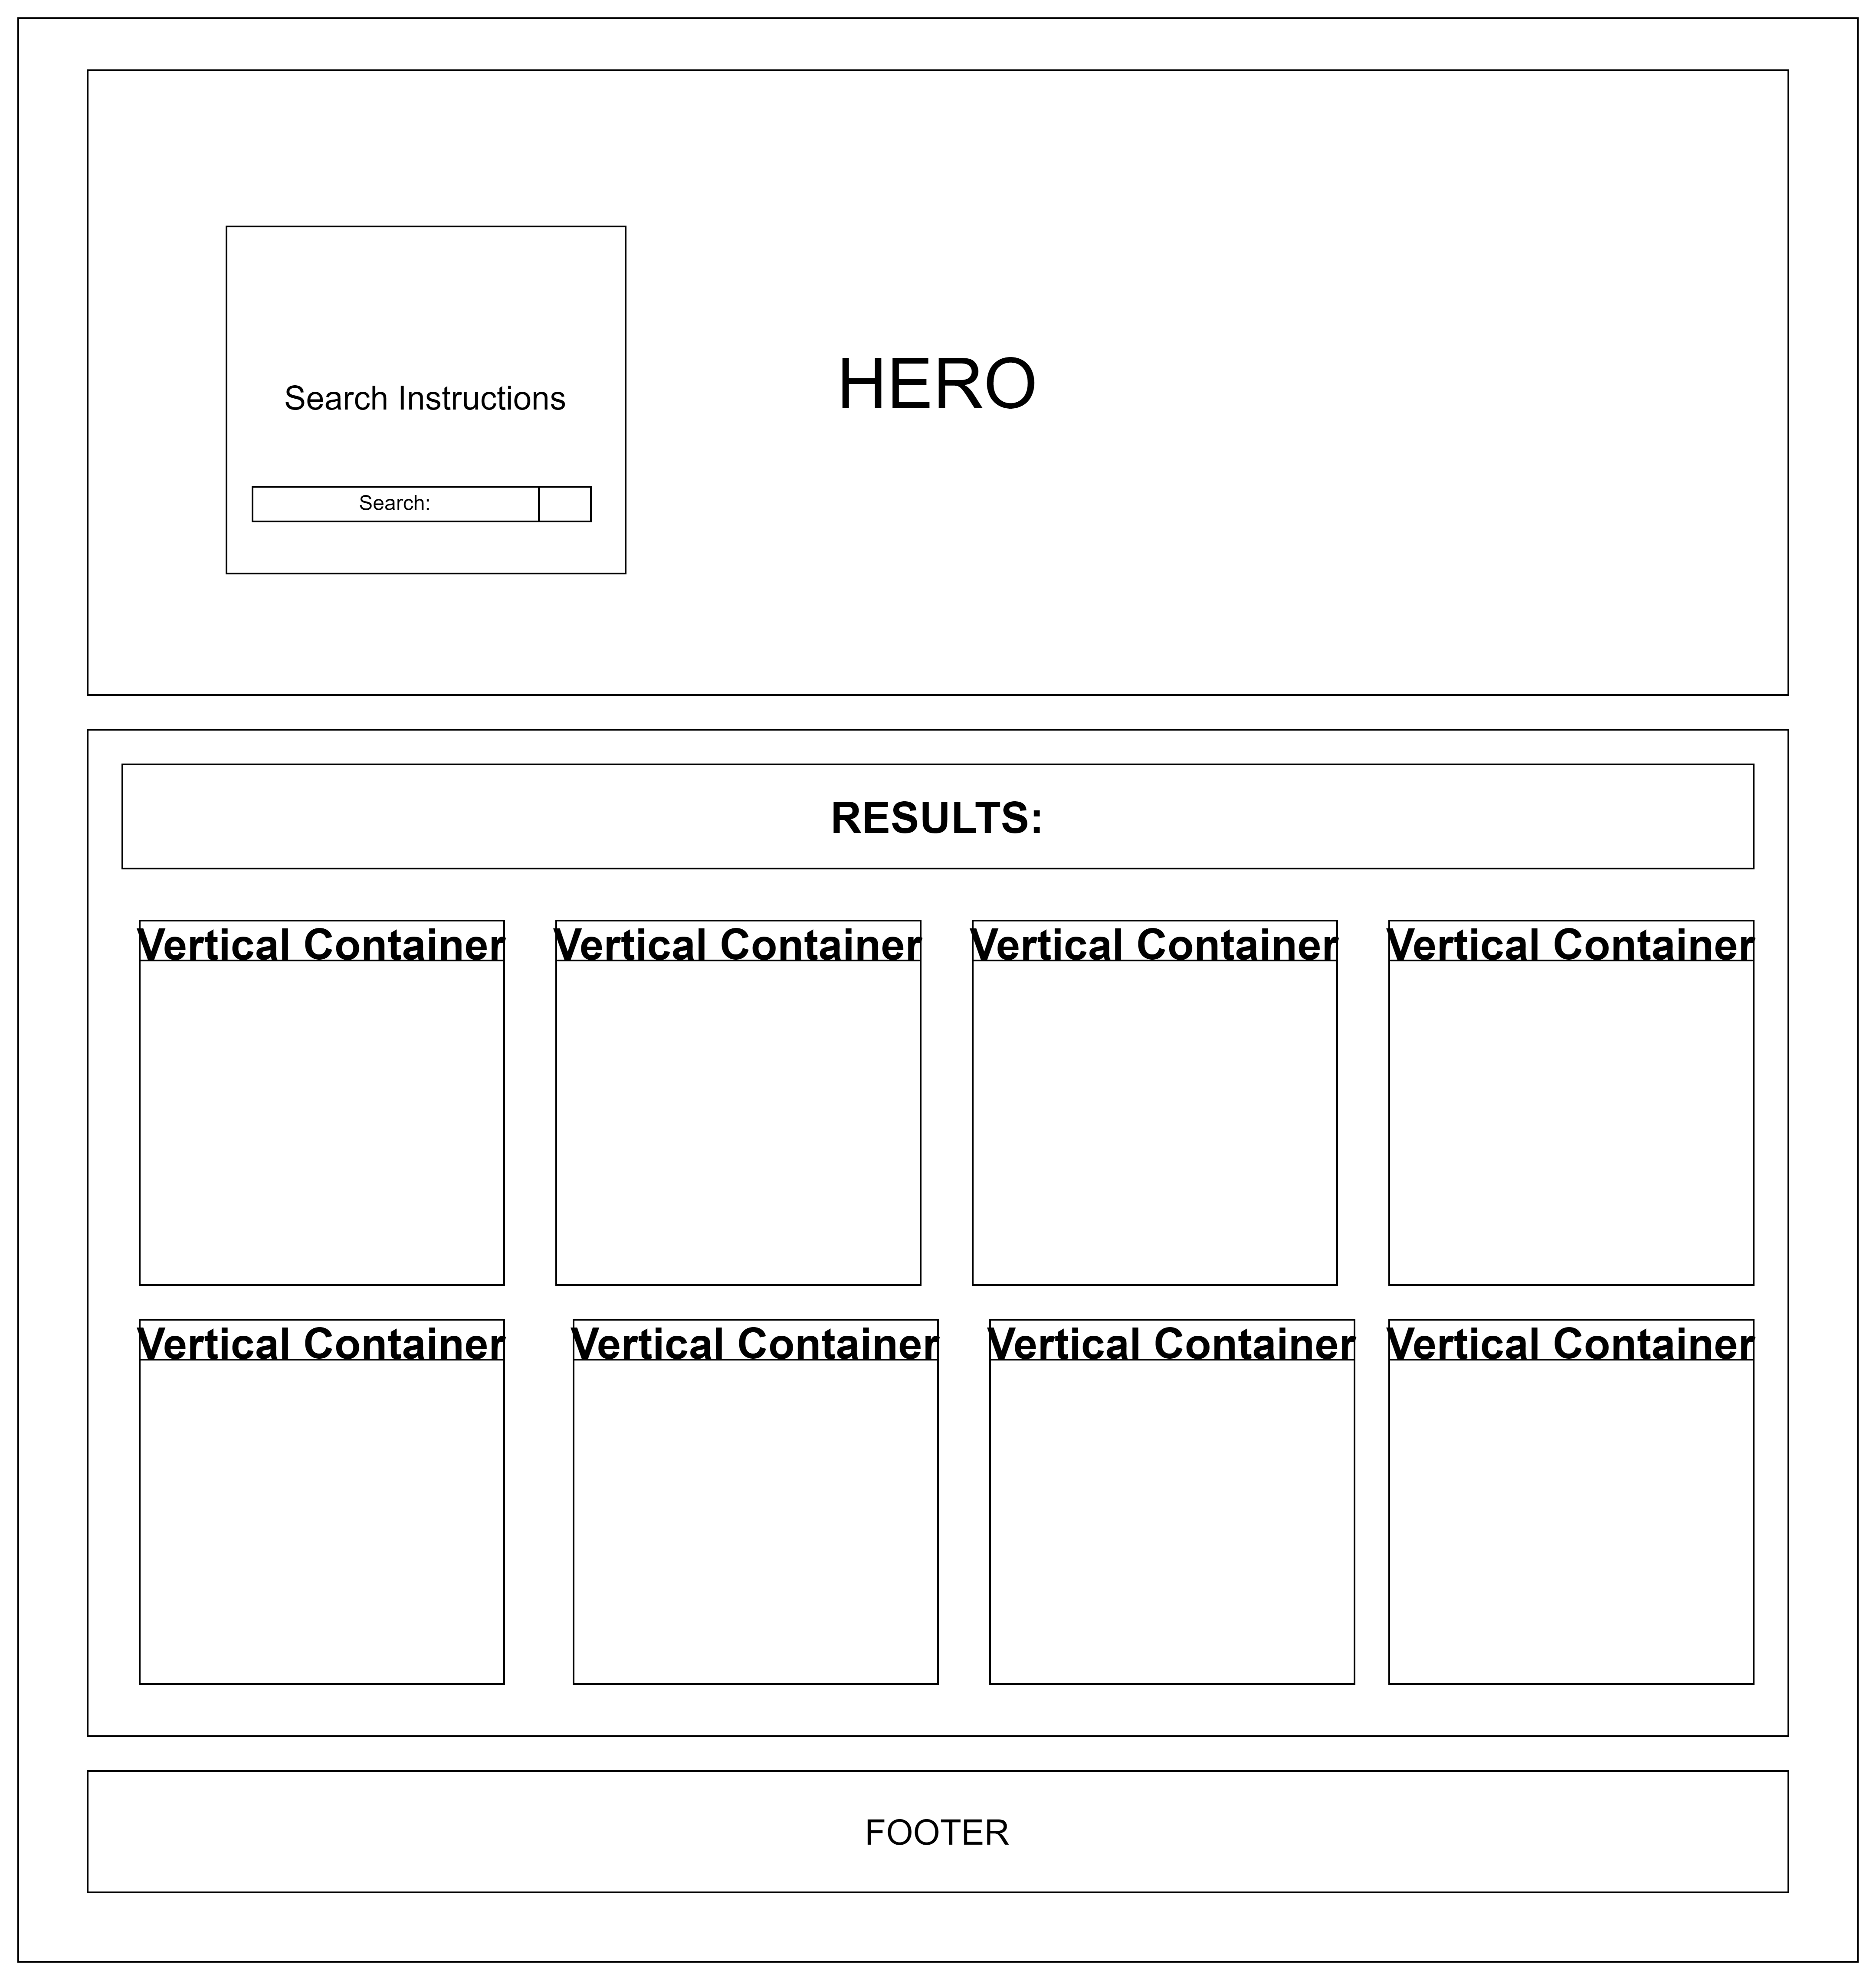 HERO
Search Instructions
Search:
RESULTS:
Vertical Container
Vertical Container
Vertical Container
Vertical Container
Vertical Container
Vertical Container
Vertical Container
Vertical Container
FOOTER